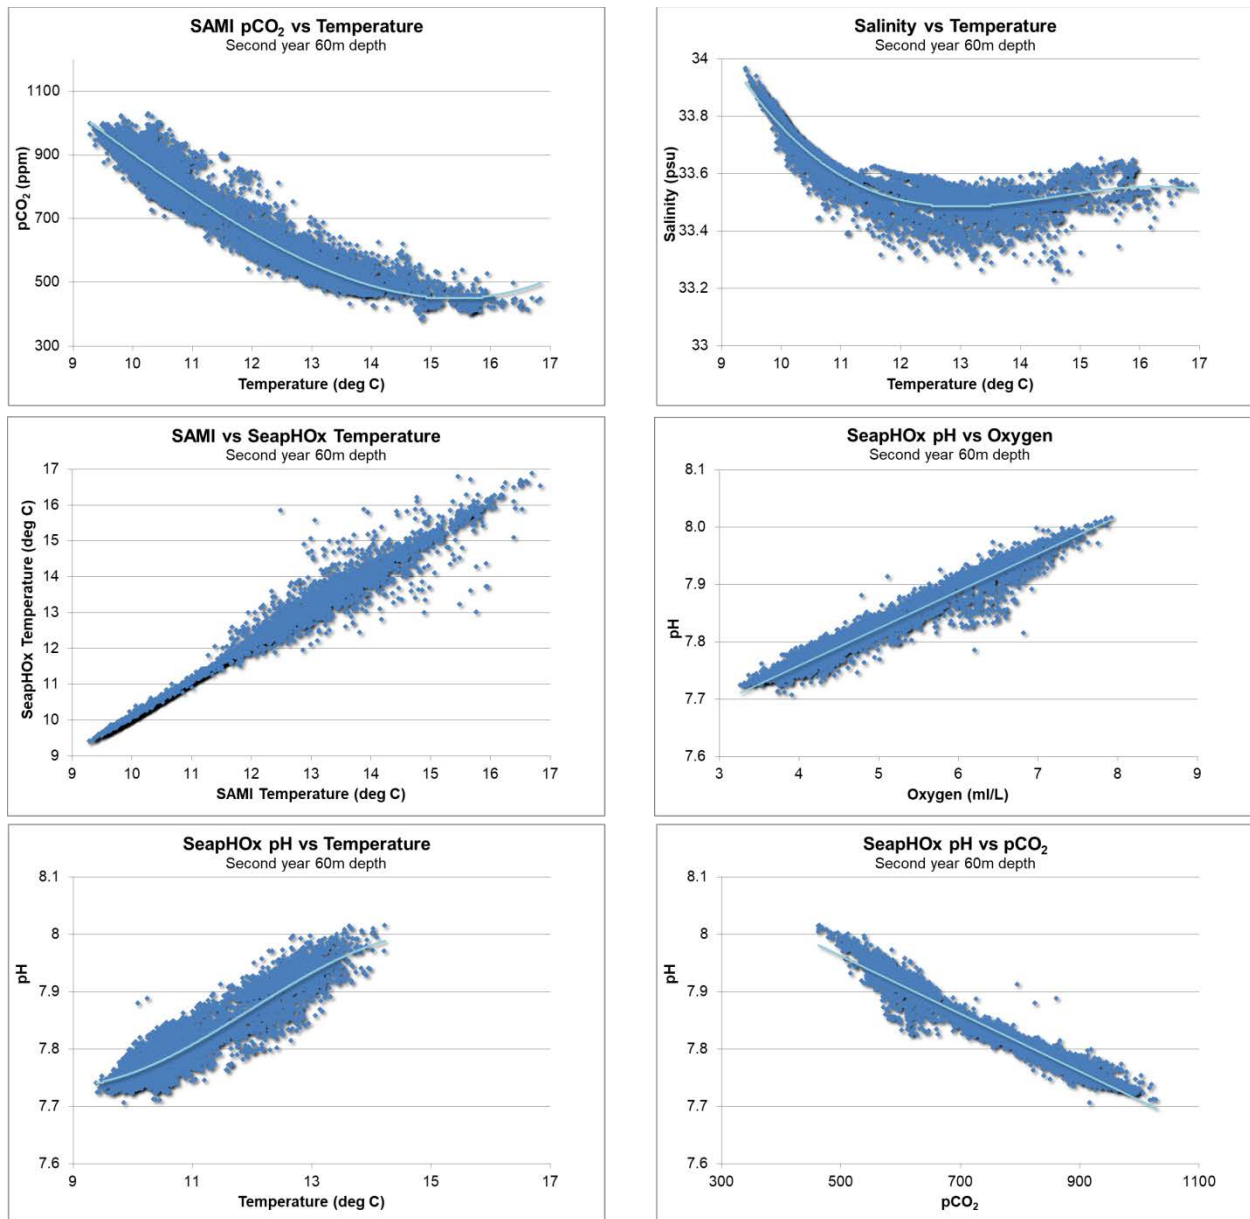 SAMI pCO₂ vs Temperature
Second year 60m depth
1100
900
700
500
300
pCO₂ (ppm)
9 10 11 12 13 14 15 16 17
Temperature (deg C)
Salinity vs Temperature
Second year 60m depth
34
33.8
33.6
33.4
33.2
33
Salinity (psu)
9 10 11 12 13 14 15 16 17
Temperature (deg C)
SAMI vs SeapHOx Temperature
Second year 60m depth
17
16
15
14
13
12
11
10
9
SeapHOx Temperature (deg C)
9 10 11 12 13 14 15 16 17
SAMI Temperature (deg C)
SeapHOx pH vs Oxygen
Second year 60m depth
8.1
8.0
7.9
7.8
7.7
7.6
pH
3 4 5 6 7 8 9
Oxygen (ml/L)
SeapHOx pH vs Temperature
Second year 60m depth
8.1
8
7.9
7.8
7.7
7.6
pH
9 11 13 15 17
Temperature (deg C)
SeapHOx pH vs pCO₂
Second year 60m depth
8.1
8
7.9
7.8
7.7
7.6
pH
300 500 700 900 1100
pCO₂